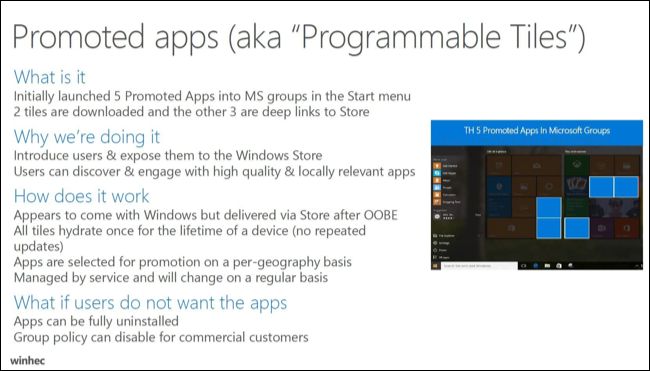 Promoted apps (aka “Programmable Tiles”)
What is it
Initially launched 5 Promoted Apps into MS groups in the Start menu
2 tiles are downloaded and the other 3 are deep links to Store
Why we’re doing it
Introduce users & expose them to the Windows Store
Users can discover & engage with high quality & locally relevant apps
How does it work
Appears to come with Windows but delivered via Store after OOBE
All tiles hydrate once for the lifetime of a device (no repeated
updates)
Apps are selected for promotion on a per-geography basis
Managed by service and will change on a regular basis
What if users do not want the apps
Apps can be fully uninstalled
Group policy can disable for commercial customers
winhec
TH 5 Promoted Apps In Microsoft Groups